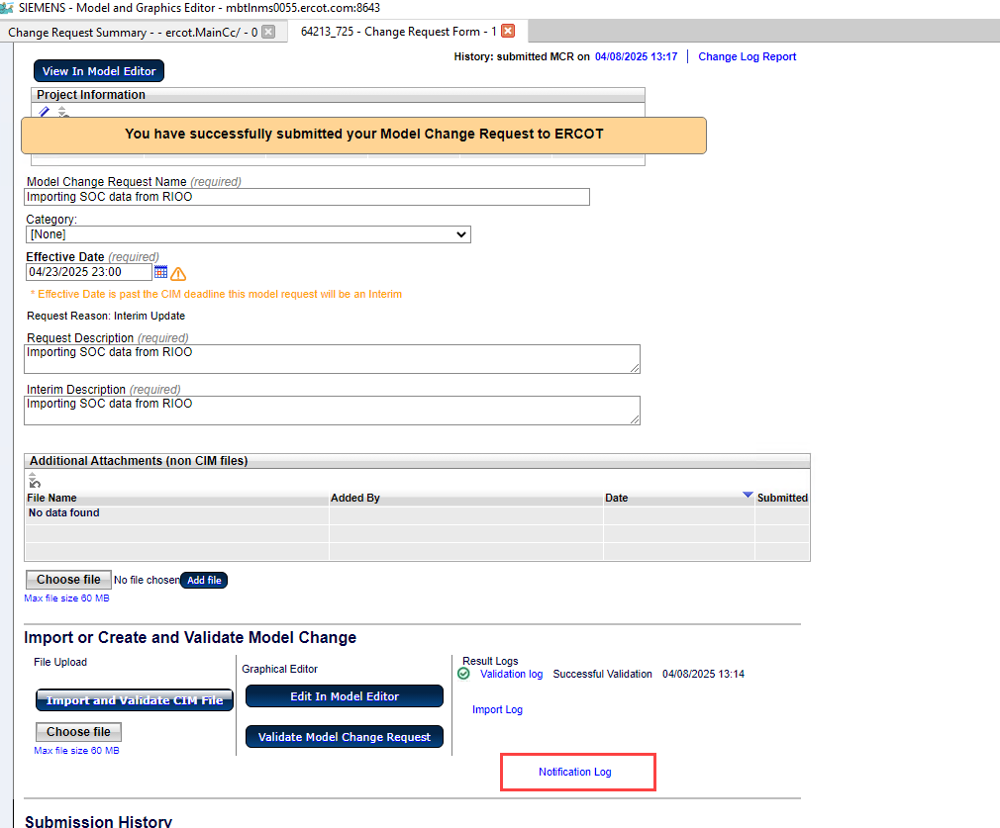 SIEMENS - Model and Graphics Editor - mbtlnms0055.ercot.com:8643
Change Request Summary - - ercot.MainCc/ - 0
64213_725 - Change Request Form - 1
View In Model Editor
History: submitted MCR on 04/08/2025 13:17 | Change Log Report
Project Information
You have successfully submitted your Model Change Request to ERCOT
Model Change Request Name (required)
Importing SOC data from RIOO
Category:
[None]
Effective Date (required)
04/23/2025 23:00
* Effective Date is past the CIM deadline this model request will be an Interim
Request Reason: Interim Update
Request Description (required)
Importing SOC data from RIOO
Interim Description (required)
Importing SOC data from RIOO
Additional Attachments (non CIM files)
File Name Added By Date Submitted
No data found
Choose file No file chosen Add file
Max file size 60 MB
Import or Create and Validate Model Change
File Upload
Import and Validate CIM File
Choose file
Max file size 60 MB
Graphical Editor
Edit In Model Editor
Validate Model Change Request
Result Logs
Validation log Successful Validation 04/08/2025 13:14
Import Log
Notification Log
Submission History